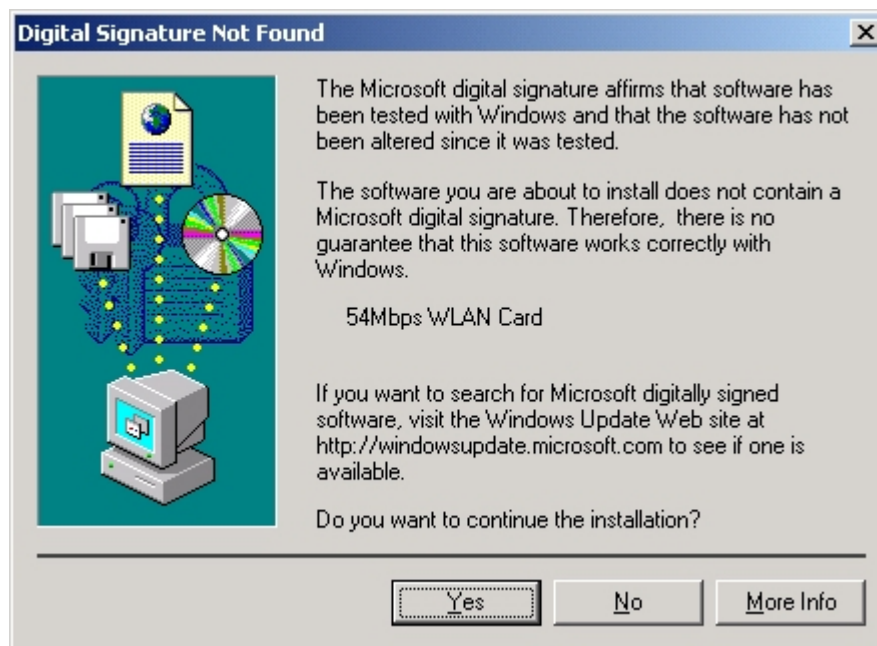 Digital Signature Not Found
The Microsoft digital signature affirms that software has
been tested with Windows and that the software has not
been altered since it was tested.
The software you are about to install does not contain a
Microsoft digital signature. Therefore,  there is no
guarantee that this software works correctly with
Windows.
54Mbps WLAN Card
If you want to search for Microsoft digitally signed
software, visit the Windows Update Web site at
http://windowsupdate.microsoft.com to see if one is
available.
Do you want to continue the installation?
Yes No More Info